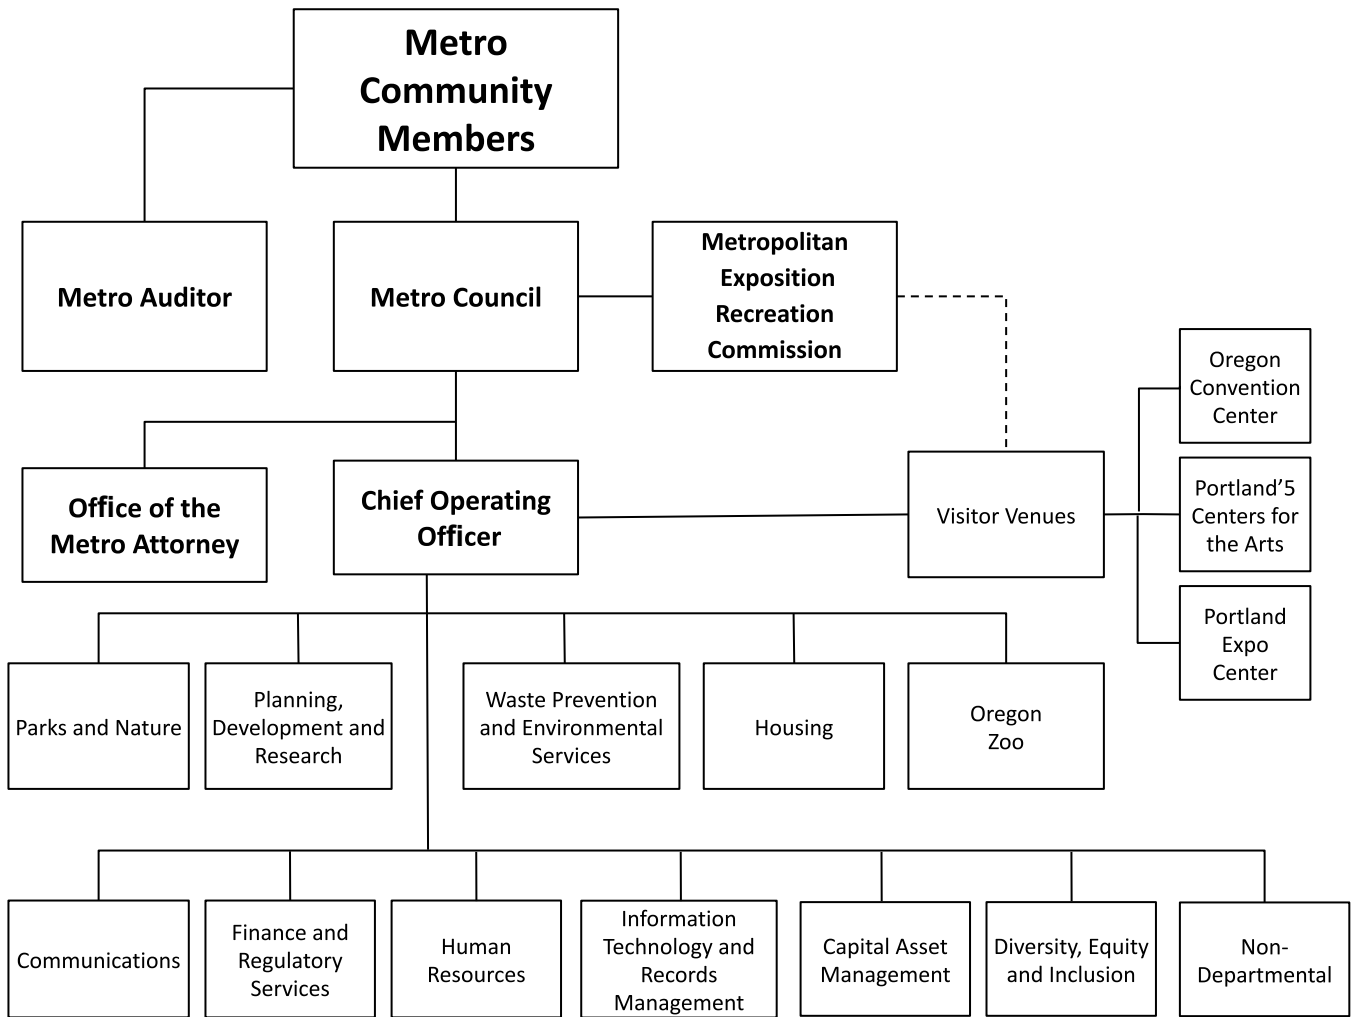 Metro
Community
Members
Metro Auditor
Metro Council
Metropolitan
Exposition
Recreation
Commission
Oregon
Convention
Center
Office of the
Metro Attorney
Chief Operating
Officer
Visitor Venues
Portland’5
Centers for
the Arts
Portland
Expo
Center
Parks and Nature
Planning,
Development and
Research
Waste Prevention
and Environmental
Services
Housing
Oregon
Zoo
Communications
Finance and
Regulatory
Services
Human
Resources
Information
Technology and
Records
Management
Capital Asset
Management
Diversity, Equity
and Inclusion
Non-
Departmental